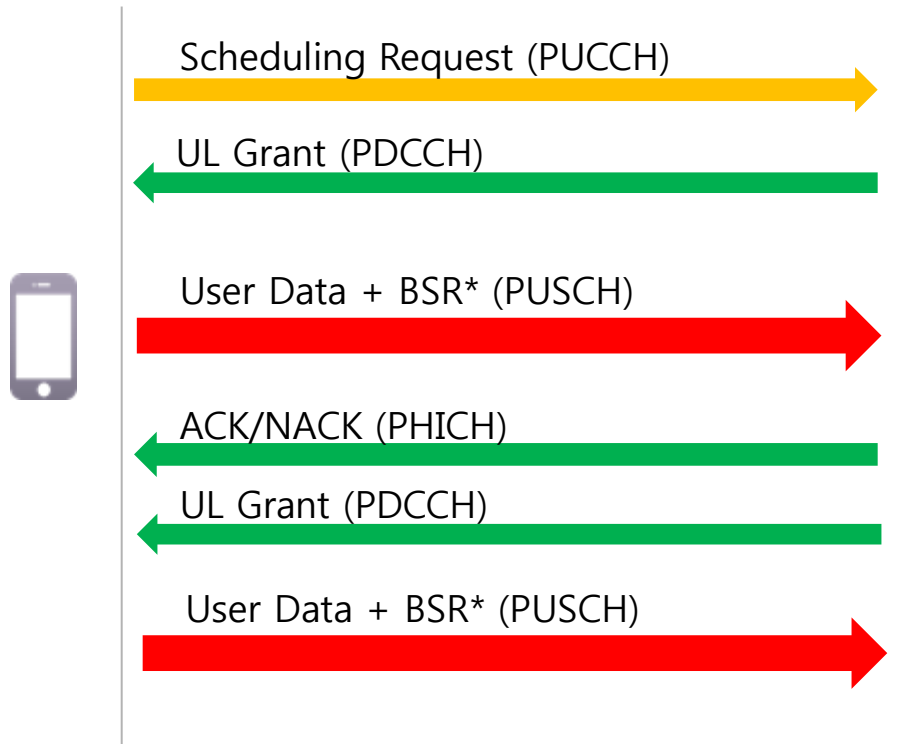 Scheduling Request (PUCCH)
UL Grant (PDCCH)
User Data + BSR* (PUSCH)
ACK/NACK (PHICH)
UL Grant (PDCCH)
User Data + BSR* (PUSCH)